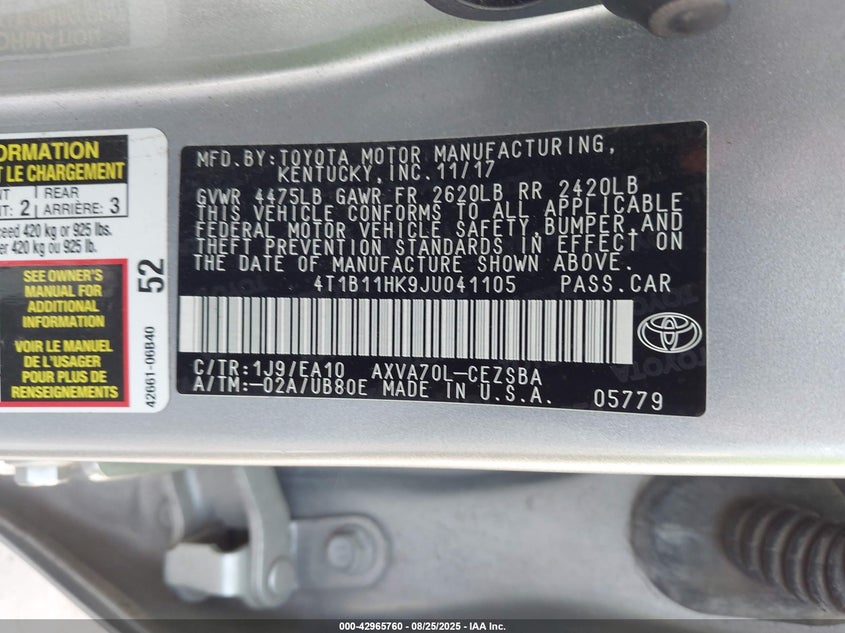 ORMATION
T LE CHARGEMENT
NT REAR
NT: 2 ARRIÈRE: 3
ceed 420 kg or 925 lbs.
er 420 kg ou 925 lb.
SEE OWNER'S
MANUAL FOR
ADDITIONAL
INFORMATION
VOIR LE MANUEL
DE L'USAGER
POUR PLUS DE
RENSEIGNEMENTS
52
42661-06B40
MFD.BY:TOYOTA MOTOR MANUFACTURING,
KENTUCKY,INC.11/17
GVWR 4475LB GAWR FR 2620LB RR 2420LB
THIS VEHICLE CONFORMS TO ALL APPLICABLE
FEDERAL MOTOR VEHICLE SAFETY,BUMPER,AND
THEFT PREVENTION STANDARDS IN EFFECT ON
THE DATE OF MANUFACTURE SHOWN ABOVE.
4T1B11HK9JU041105 PASS.CAR
C/TR:1J9/EA10 AXVA70L-CEZSBA
A/TM:-02A/UB80E MADE IN U.S.A. 05779
TOYOTA
000-42965760 - 08/25/2025 - IAA Inc.